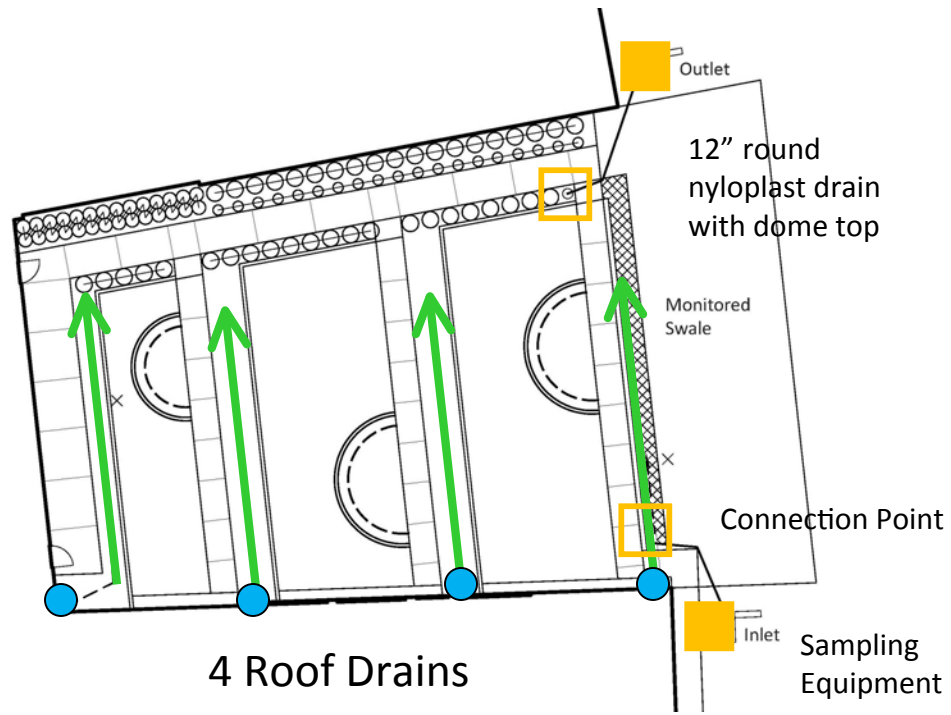 Outlet
12” round
nyloplast drain
with dome top
Monitored
Swale
Connection Point
Inlet
Sampling
Equipment
4 Roof Drains